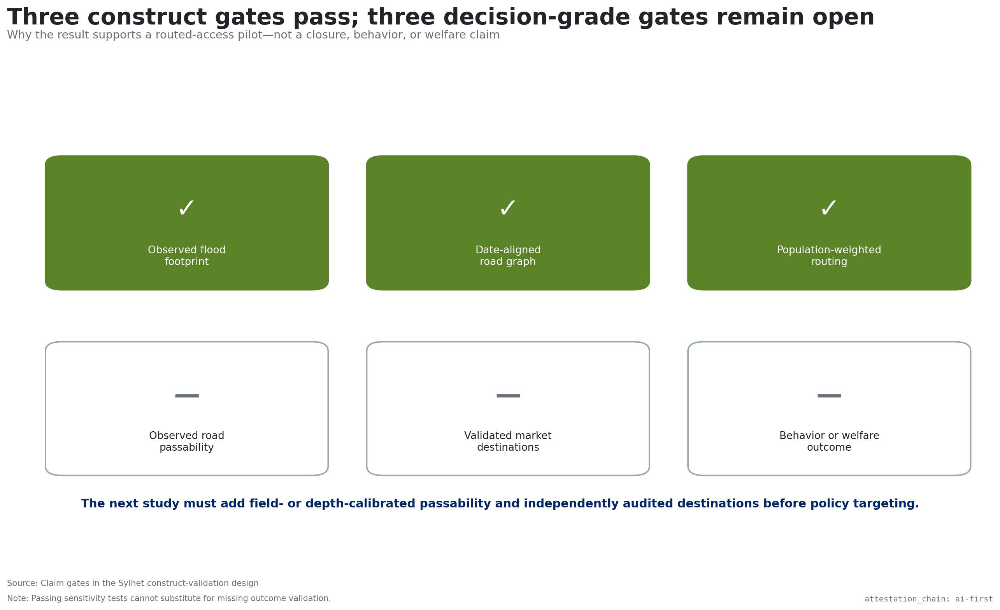 Three construct gates pass; three decision-grade gates remain open
Why the result supports a routed-access pilot—not a closure, behavior, or welfare claim
✓
Observed flood
footprint
✓
Date-aligned
road graph
✓
Population-weighted
routing
—
Observed road
passability
—
Validated market
destinations
—
Behavior or welfare
outcome
The next study must add field- or depth-calibrated passability and independently audited destinations before policy targeting.
Source: Claim gates in the Sylhet construct-validation design
Note: Passing sensitivity tests cannot substitute for missing outcome validation.
attestation_chain: ai-first